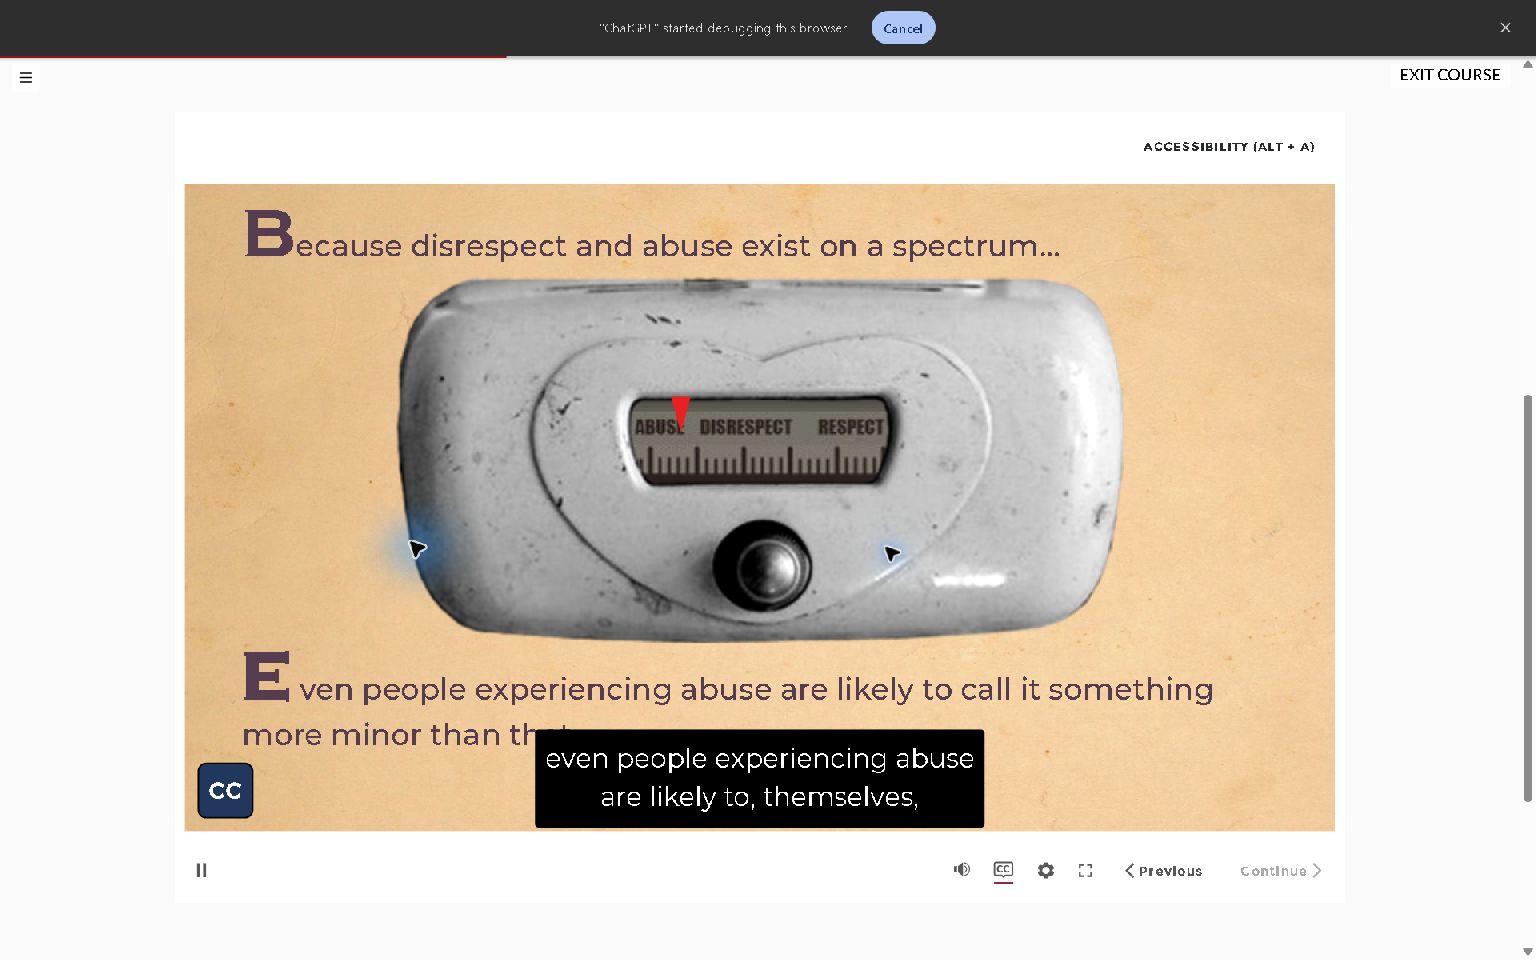 "ChatGPT" started debugging this browser
Cancel
EXIT COURSE
ACCESSIBILITY (ALT + A)
Because disrespect and abuse exist on a spectrum...
ABUSE DISRESPECT RESPECT
Even people experiencing abuse are likely to call it something
more minor than that
even people experiencing abuse
are likely to, themselves,
CC
CC
Previous
Continue